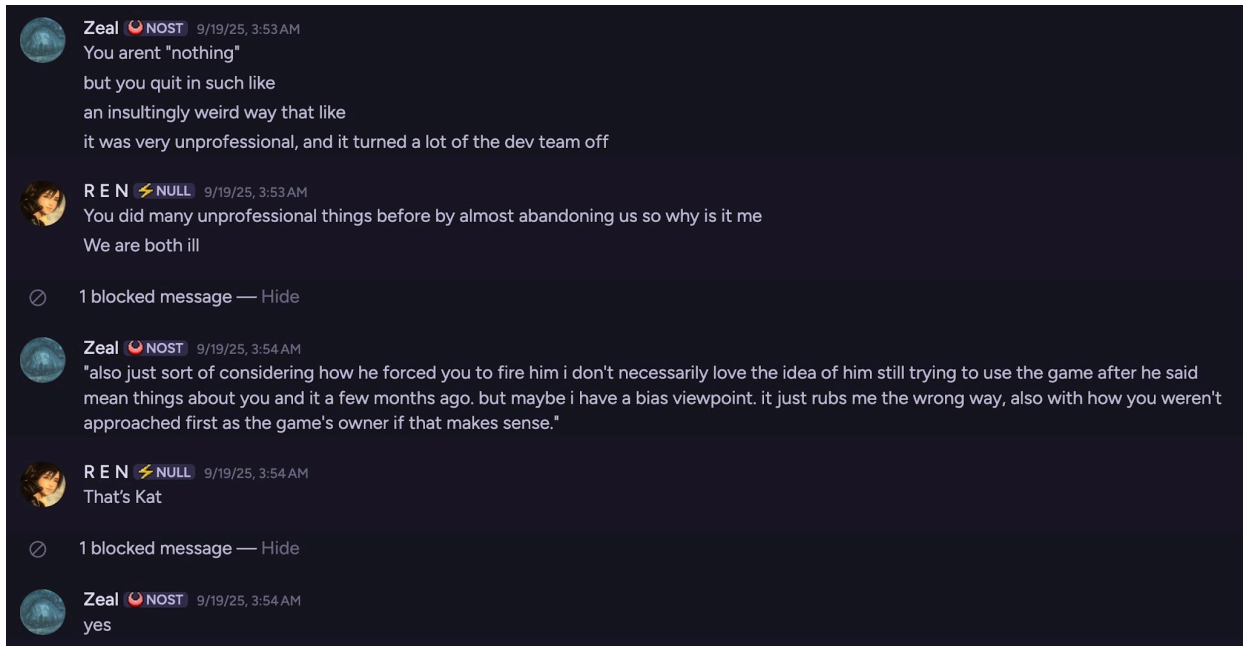 Zeal NOST 9/19/25, 3:53 AM
You arent "nothing"
but you quit in such like
an insultingly weird way that like
it was very unprofessional, and it turned a lot of the dev team off
R E N ⚡NULL 9/19/25, 3:53 AM
You did many unprofessional things before by almost abandoning us so why is it me
We are both ill
1 blocked message — Hide
Zeal NOST 9/19/25, 3:54 AM
"also just sort of considering how he forced you to fire him i don't necessarily love the idea of him still trying to use the game after he said
mean things about you and it a few months ago. but maybe i have a bias viewpoint. it just rubs me the wrong way, also with how you weren't
approached first as the game's owner if that makes sense."
R E N ⚡NULL 9/19/25, 3:54 AM
That’s Kat
1 blocked message — Hide
Zeal NOST 9/19/25, 3:54 AM
yes